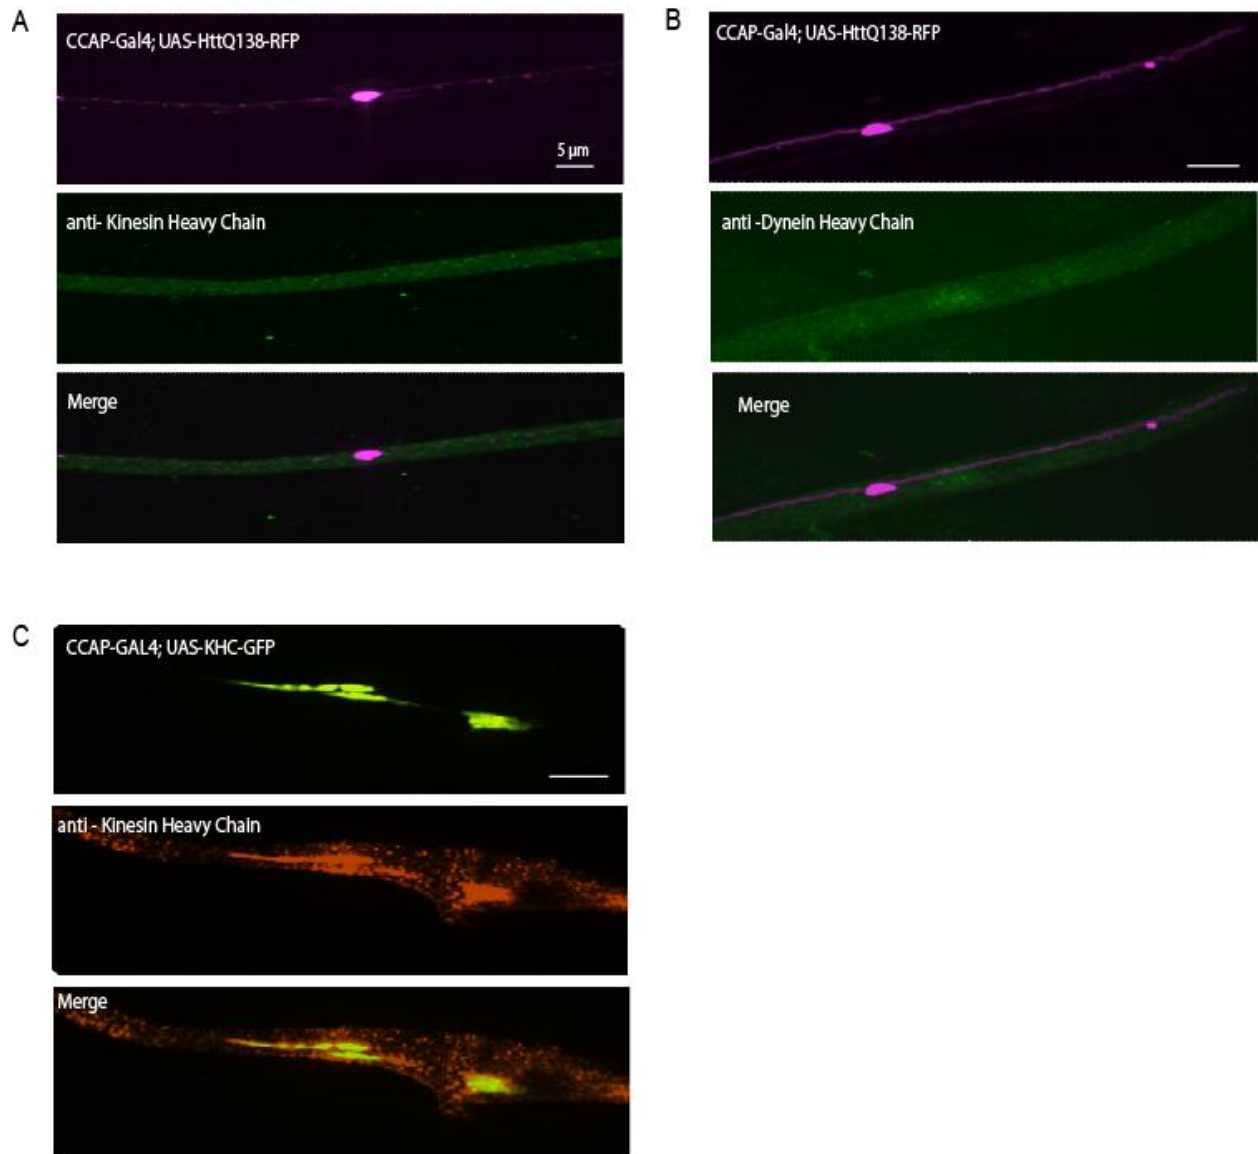 A
CCAP-Gal4; UAS-HttQ138-RFP
5 µm
anti- Kinesin Heavy Chain
Merge
B
CCAP-Gal4; UAS-HttQ138-RFP
anti -Dynein Heavy Chain
Merge
C
CCAP-GAL4; UAS-KHC-GFP
anti - Kinesin Heavy Chain
Merge